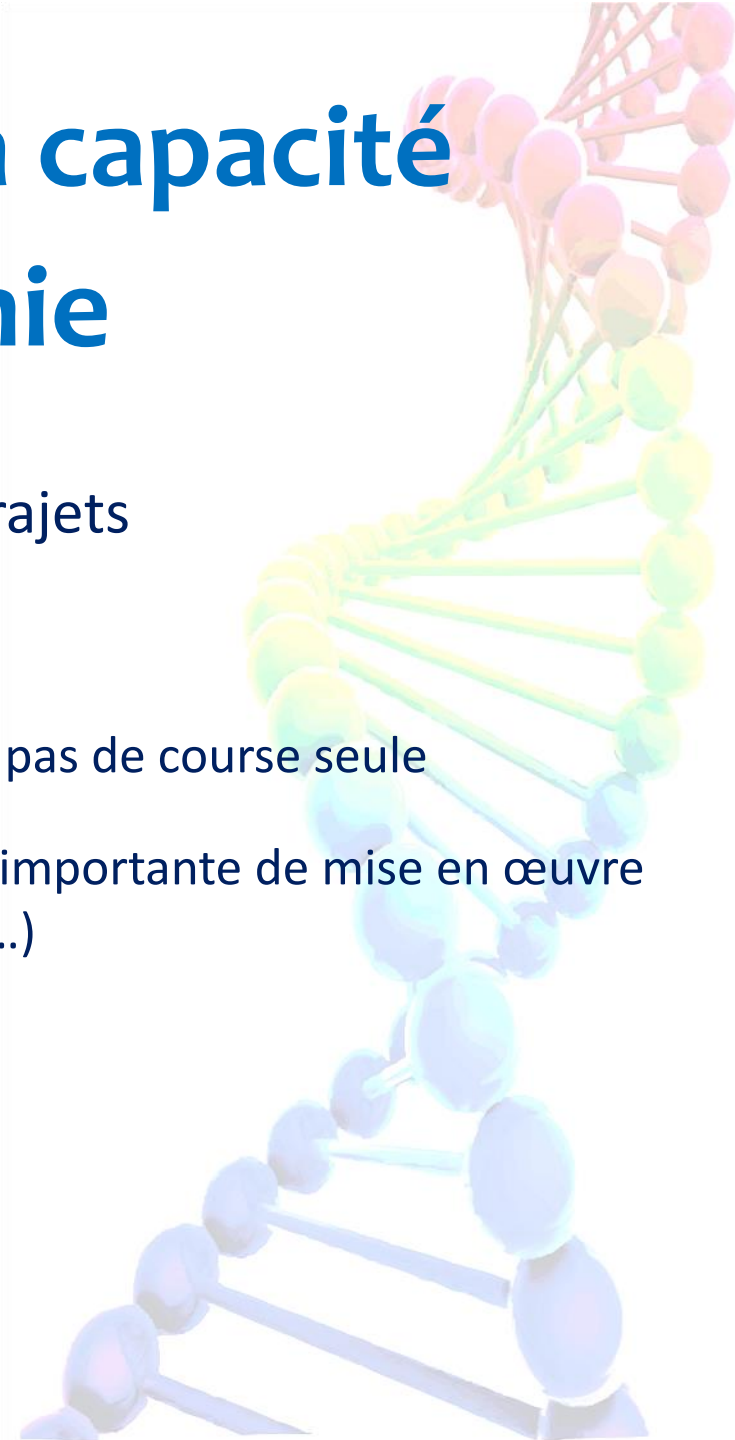 capacité
nie
rajets
pas de course seule
importante de mise en œuvre
…)